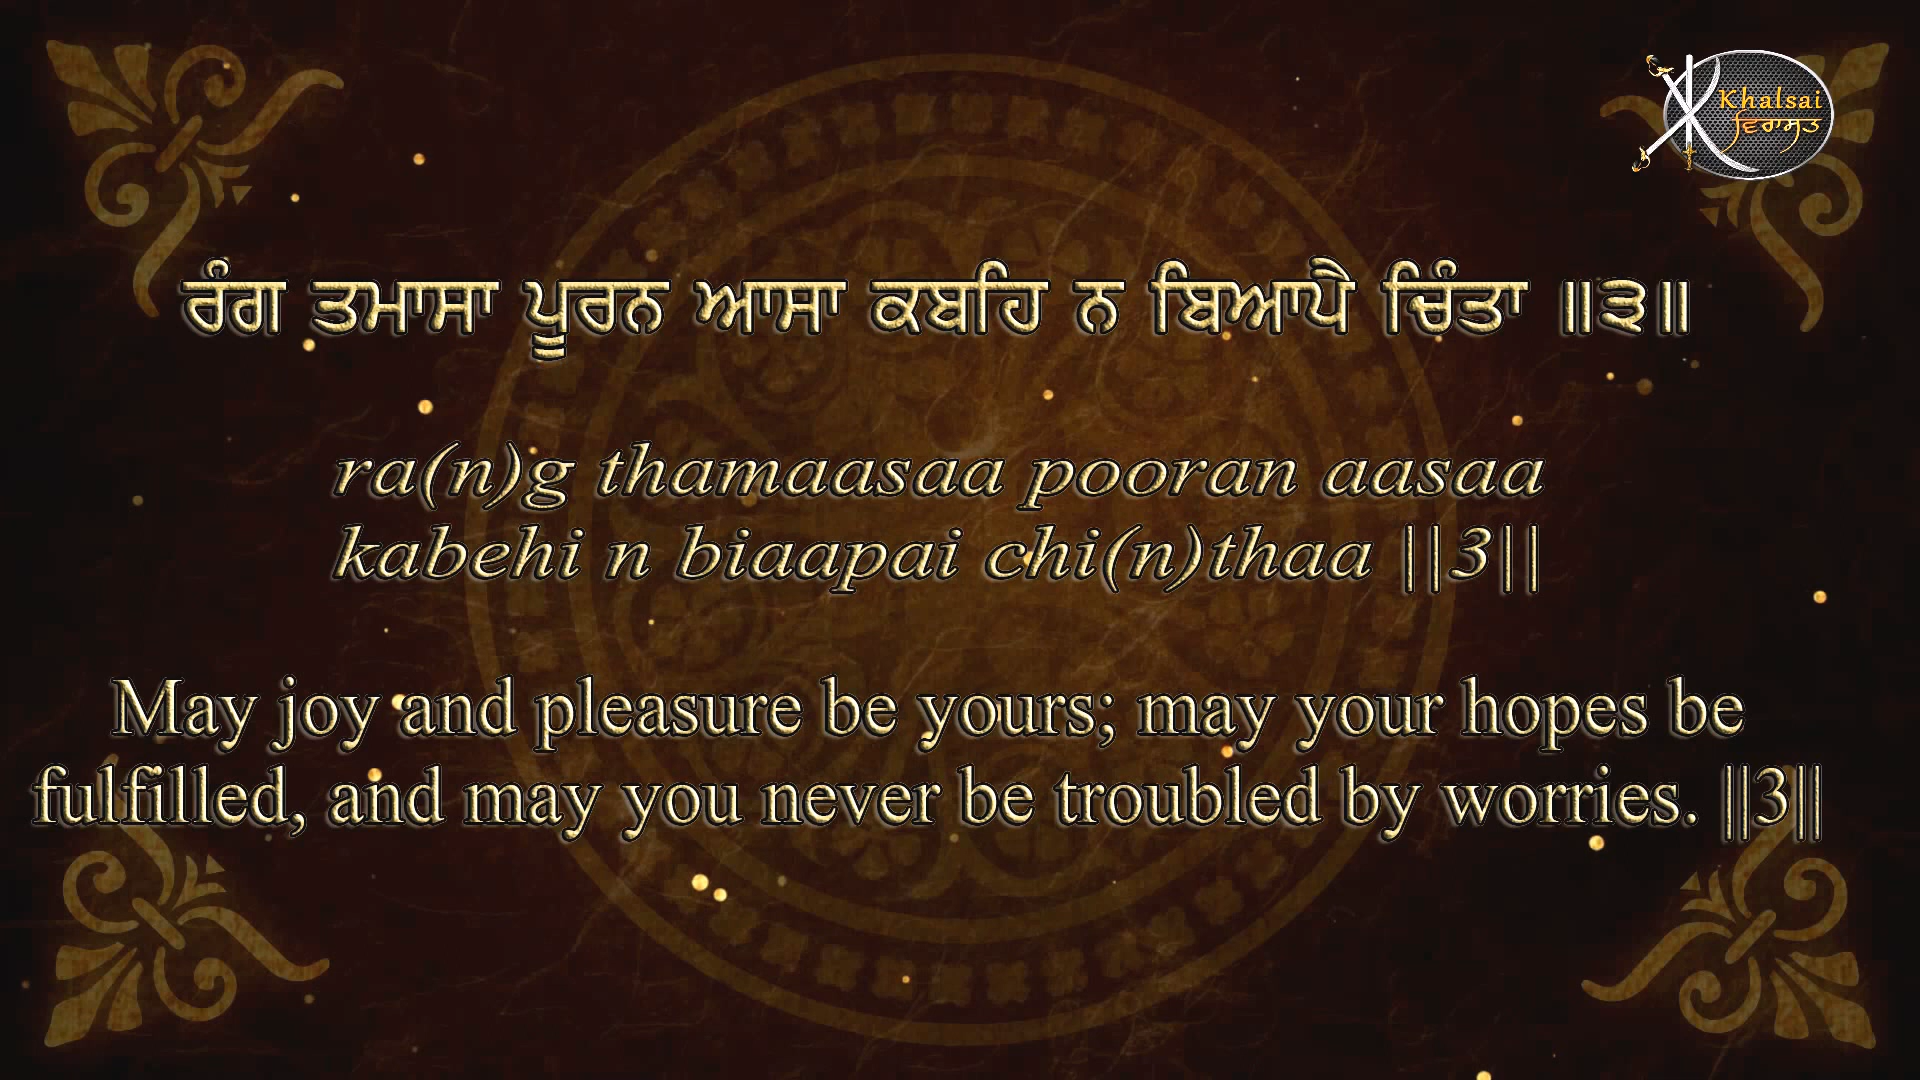 Khalsai
ਵਿਰਾਸਤ
ਰੰਗ ਤਮਾਸਾ ਪੂਰਨ ਆਸਾ ਕਬਹਿ ਨ ਬਿਆਪੈ ਚਿੰਤਾ ॥੩॥
ra(n)g thamaasaa pooran aasaa
kabehi n biaapai chi(n)thaa ||3||
May joy and pleasure be yours; may your hopes be
fulfilled, and may you never be troubled by worries. ||3||